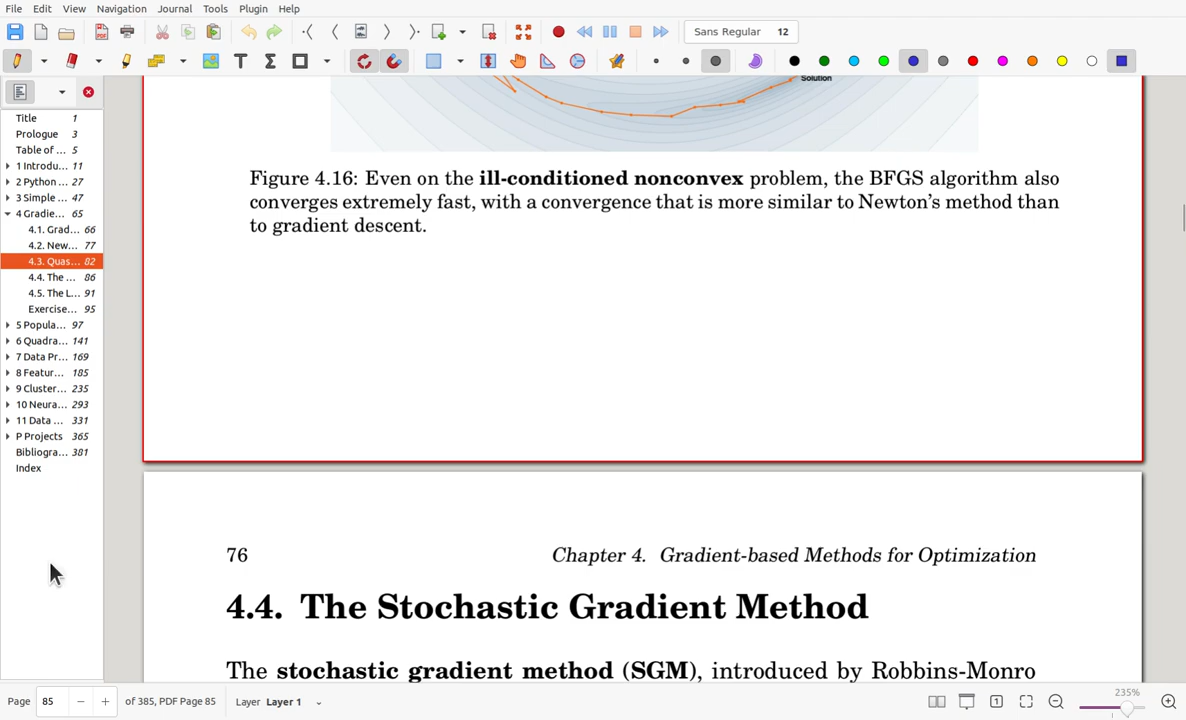 File Edit View Navigation Journal Tools Plugin Help
Sans Regular 12
Title 1
Prologue 3
Table of ... 5
1 Introdu... 11
2 Python ... 27
3 Simple ... 47
4 Gradie... 65
4.1. Grad... 66
4.2. New... 77
4.3. Quas... 82
4.4. The ... 86
4.5. The L... 91
Exercise... 95
5 Popula... 97
6 Quadra... 141
7 Data Pr... 169
8 Featur... 185
9 Cluster... 235
10 Neura... 293
11 Data ... 331
P Projects 365
Bibliogra... 381
Index
Solution
Figure 4.16: Even on the ill-conditioned nonconvex problem, the BFGS algorithm also
converges extremely fast, with a convergence that is more similar to Newton's method than
to gradient descent.
76 Chapter 4. Gradient-based Methods for Optimization
4.4. The Stochastic Gradient Method
The stochastic gradient method (SGM), introduced by Robbins-Monro
Page 85 − + of 385, PDF Page 85 Layer Layer 1 235%